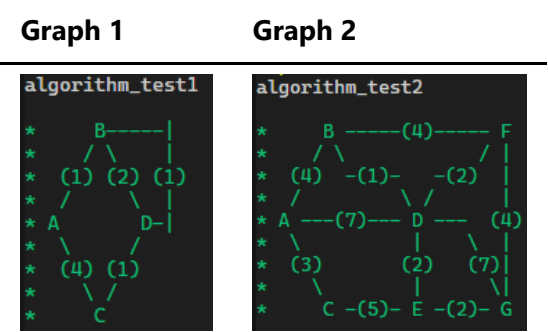 Graph 1 Graph 2
algorithm_test1
* B-----|
* / \ |
* (1) (2) (1)
* / \ |
* A D-|
* \ /
* (4) (1)
* \ /
* C
algorithm_test2
* B -----(4)----- F
* / \ / |
* (4) -(1)- -(2) |
* / \ / |
* A ---(7)--- D --- (4)
* \ | \ |
* (3) (2) (7)|
* \ | \|
* C -(5)- E -(2)- G